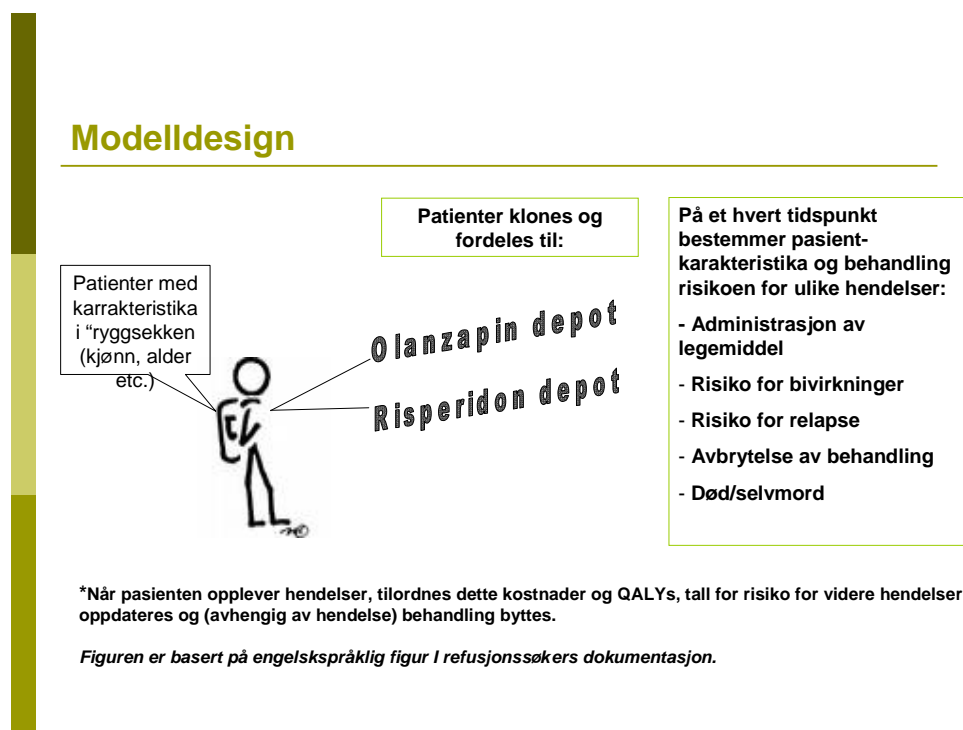 Modelldesign
Patienter klones og
fordeles til:
Patienter med
karrakteristika
i “ryggsekken
(kjønn, alder
etc.)
Olanzapin depot
Risperidon depot
På et hvert tidspunkt
bestemmer pasient-
karakteristika og behandling
risikoen for ulike hendelser:
- Administrasjon av
legemiddel
- Risiko for bivirkninger
- Risiko for relapse
- Avbrytelse av behandling
- Død/selvmord
*Når pasienten opplever hendelser, tilordnes dette kostnader og QALYs, tall for risiko for videre hendelser
oppdateres og (avhengig av hendelse) behandling byttes.
Figuren er basert på engelskspråklig figur I refusjonssøkers dokumentasjon.